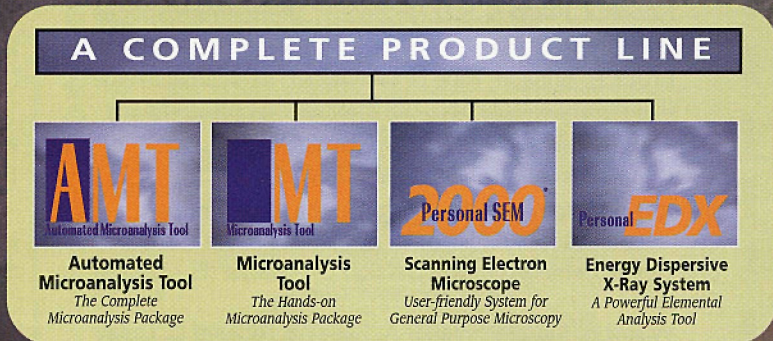 A COMPLETE PRODUCT LINE
AMT
Automated Microanalysis Tool
MT
Microanalysis Tool
2000
Personal SEM
Personal EDX
Automated
Microanalysis Tool
The Complete
Microanalysis Package
Microanalysis
Tool
The Hands-on
Microanalysis Package
Scanning Electron
Microscope
User-friendly System for
General Purpose Microscopy
Energy Dispersive
X-Ray System
A Powerful Elemental
Analysis Tool